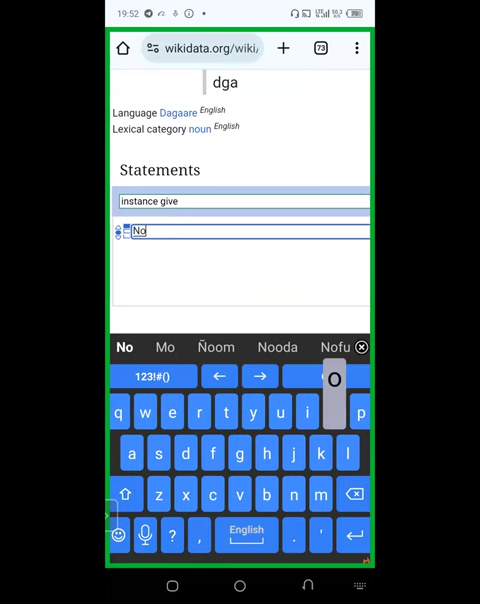 19:52
wikidata.org/wiki/
73
dga
Language Dagaare English
Lexical category noun English
Statements
instance give
No
No Mo Ñoom Nooda Nofu
123!#()
o
q w e r t y u i p
a s d f g h j k l
z x c v b n m
? , English . '